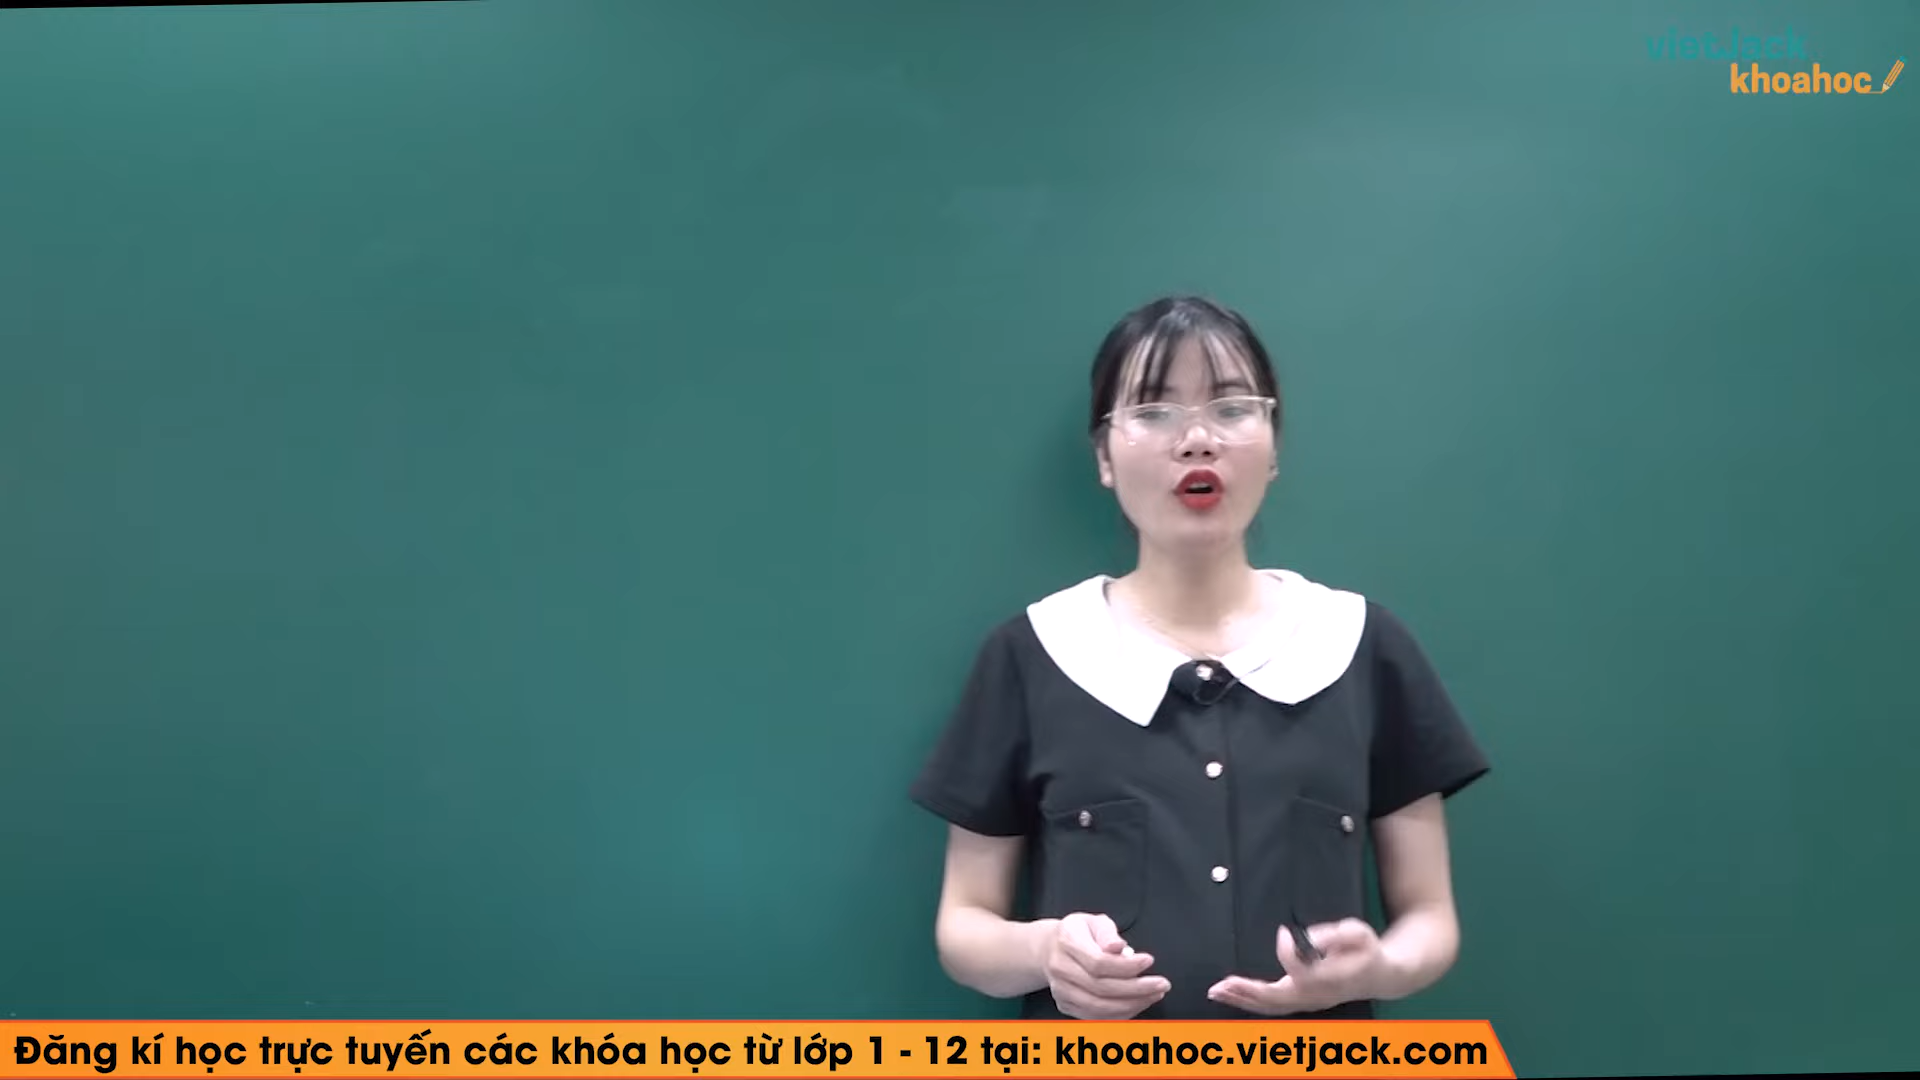 vietJack
khoahoc
Đăng kí học trực tuyến các khóa học từ lớp 1 - 12 tại: khoahoc.vietjack.com